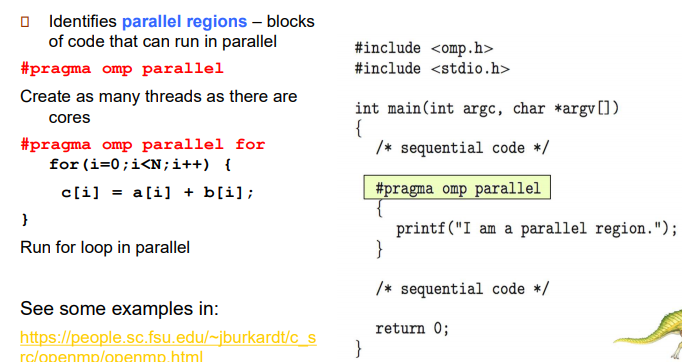 Identifies parallel regions – blocks
of code that can run in parallel
#pragma omp parallel
Create as many threads as there are
cores
#pragma omp parallel for
for(i=0;i<N;i++) {
c[i] = a[i] + b[i];
}
Run for loop in parallel
See some examples in:
https://people.sc.fsu.edu/~jburkardt/c_s
rc/openmp/openmp.html
#include <omp.h>
#include <stdio.h>
int main(int argc, char *argv[])
{
/* sequential code */
#pragma omp parallel
{
printf("I am a parallel region.");
}
/* sequential code */
return 0;
}